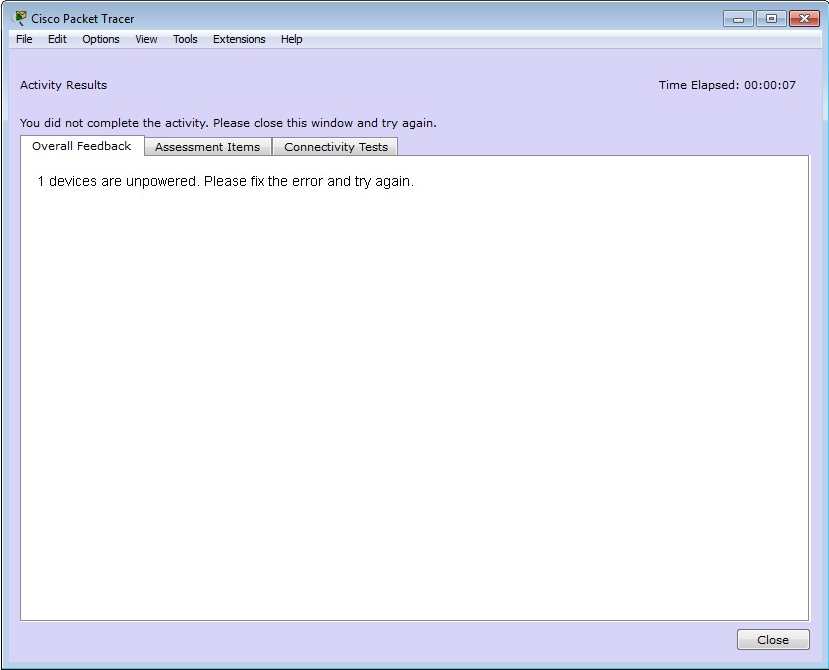 Cisco Packet Tracer
File Edit Options View Tools Extensions Help
Activity Results Time Elapsed: 00:00:07
You did not complete the activity. Please close this window and try again.
Overall Feedback Assessment Items Connectivity Tests
1 devices are unpowered. Please fix the error and try again.
Close